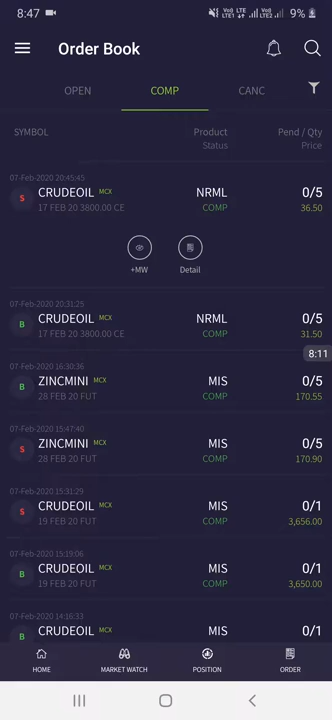 8:47
Vo)) LTE1 Vo)) LTE2 9%
Order Book
OPEN COMP CANC
SYMBOL Product Pend / Qty
Status Price
07-Feb-2020 20:45:45
S CRUDEOIL MCX NRML 0/5
17 FEB 20 3800.00 CE COMP 36.50
+MW Detail
07-Feb-2020 20:31:25
B CRUDEOIL MCX NRML 0/5
17 FEB 20 3800.00 CE COMP 31.50
8:11
07-Feb-2020 16:30:36
B ZINCMINI MCX MIS 0/5
28 FEB 20 FUT COMP 170.55
07-Feb-2020 15:47:40
S ZINCMINI MCX MIS 0/5
28 FEB 20 FUT COMP 170.90
07-Feb-2020 15:31:29
S CRUDEOIL MCX MIS 0/1
19 FEB 20 FUT COMP 3,656.00
07-Feb-2020 15:19:06
B CRUDEOIL MCX MIS 0/1
19 FEB 20 FUT COMP 3,650.00
07-Feb-2020 14:16:33
B CRUDEOIL MCX MIS 0/1
HOME MARKET WATCH POSITION ORDER